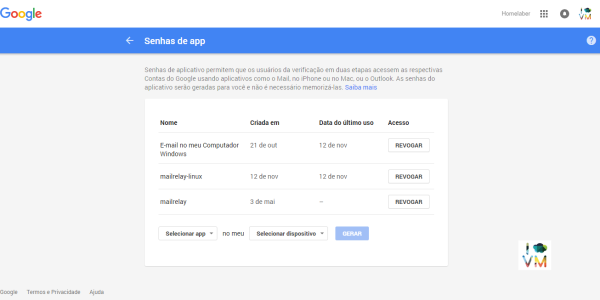 Google
Homelaber
I
VM
Senhas de app
?
Senhas de aplicativo permitem que os usuários da verificação em duas etapas acessem as respectivas
Contas do Google usando aplicativos como o Mail, no iPhone ou no Mac, ou o Outlook. As senhas do
aplicativo serão geradas para você e não é necessário memorizá-las. Saiba mais
Nome Criada em Data do último uso Acesso
E-mail no meu Computador 21 de out 12 de nov REVOGAR
Windows
mailrelay-linux 12 de nov 12 de nov REVOGAR
mailrelay 3 de mai – REVOGAR
Selecionar app no meu Selecionar dispositivo GERAR
I
VM
Google Termos e Privacidade Ajuda